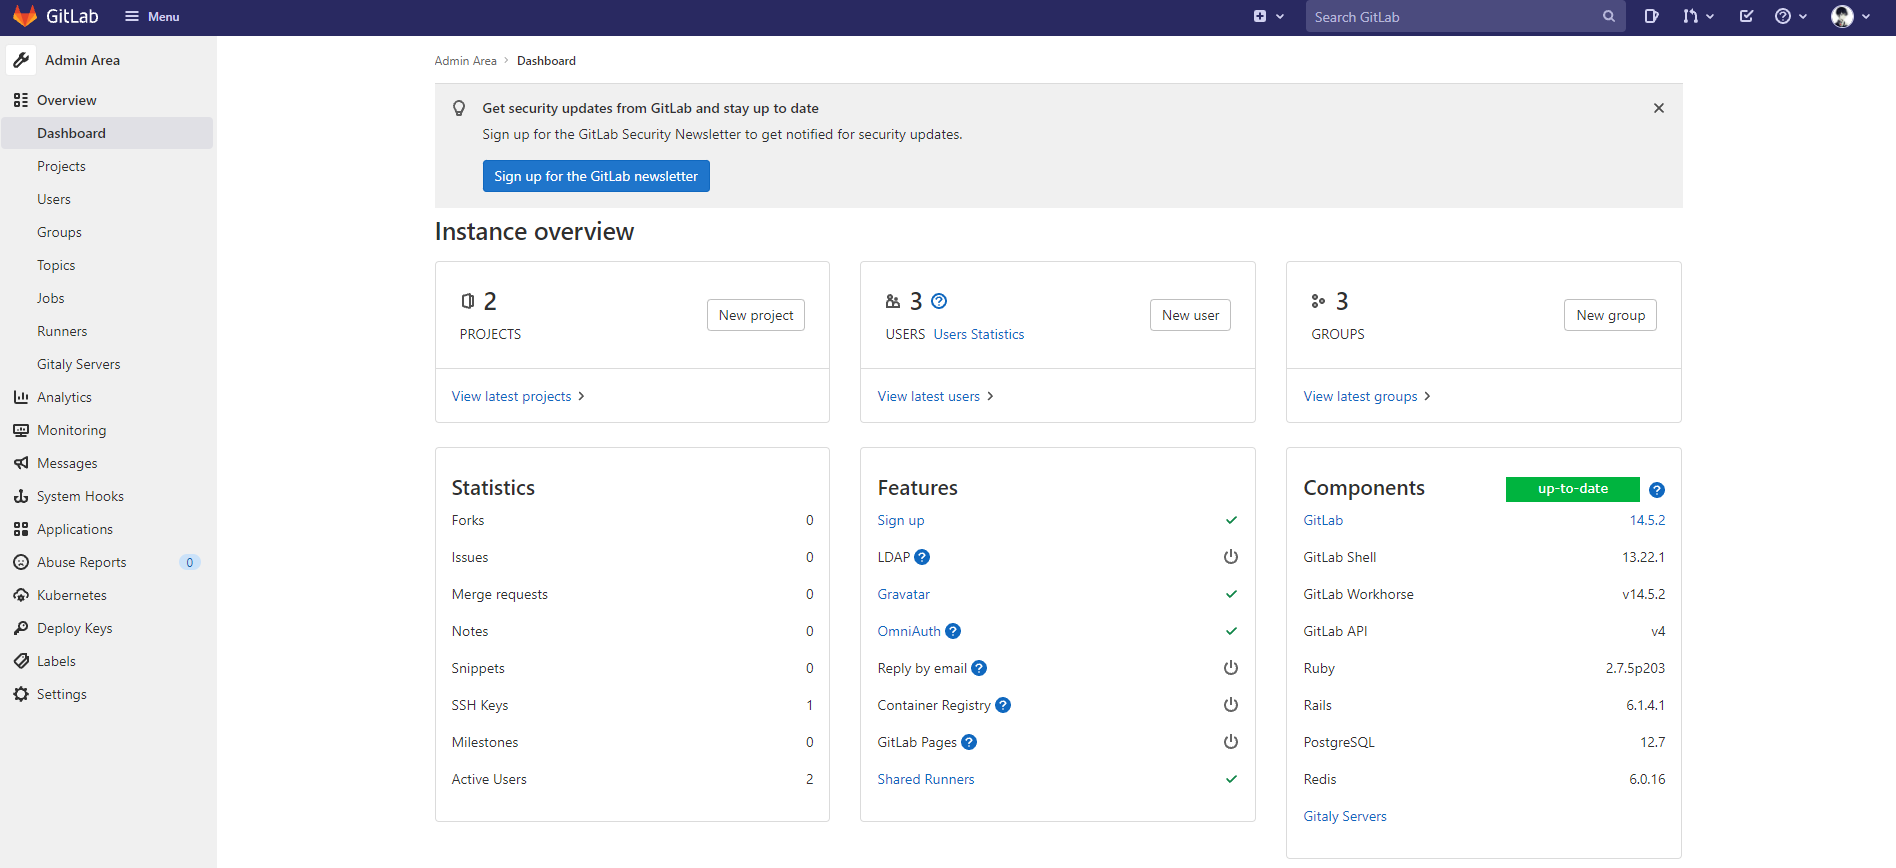 GitLab
Menu
Search GitLab
Admin Area
Overview
Dashboard
Projects
Users
Groups
Topics
Jobs
Runners
Gitaly Servers
Analytics
Monitoring
Messages
System Hooks
Applications
Abuse Reports 0
Kubernetes
Deploy Keys
Labels
Settings
Admin Area > Dashboard
Get security updates from GitLab and stay up to date
Sign up for the GitLab Security Newsletter to get notified for security updates.
Sign up for the GitLab newsletter
Instance overview
2
PROJECTS
New project
View latest projects
3
USERS Users Statistics
New user
View latest users
3
GROUPS
New group
View latest groups
Statistics
Forks 0
Issues 0
Merge requests 0
Notes 0
Snippets 0
SSH Keys 1
Milestones 0
Active Users 2
Features
Sign up
LDAP
Gravatar
OmniAuth
Reply by email
Container Registry
GitLab Pages
Shared Runners
Components up-to-date
GitLab 14.5.2
GitLab Shell 13.22.1
GitLab Workhorse v14.5.2
GitLab API v4
Ruby 2.7.5p203
Rails 6.1.4.1
PostgreSQL 12.7
Redis 6.0.16
Gitaly Servers